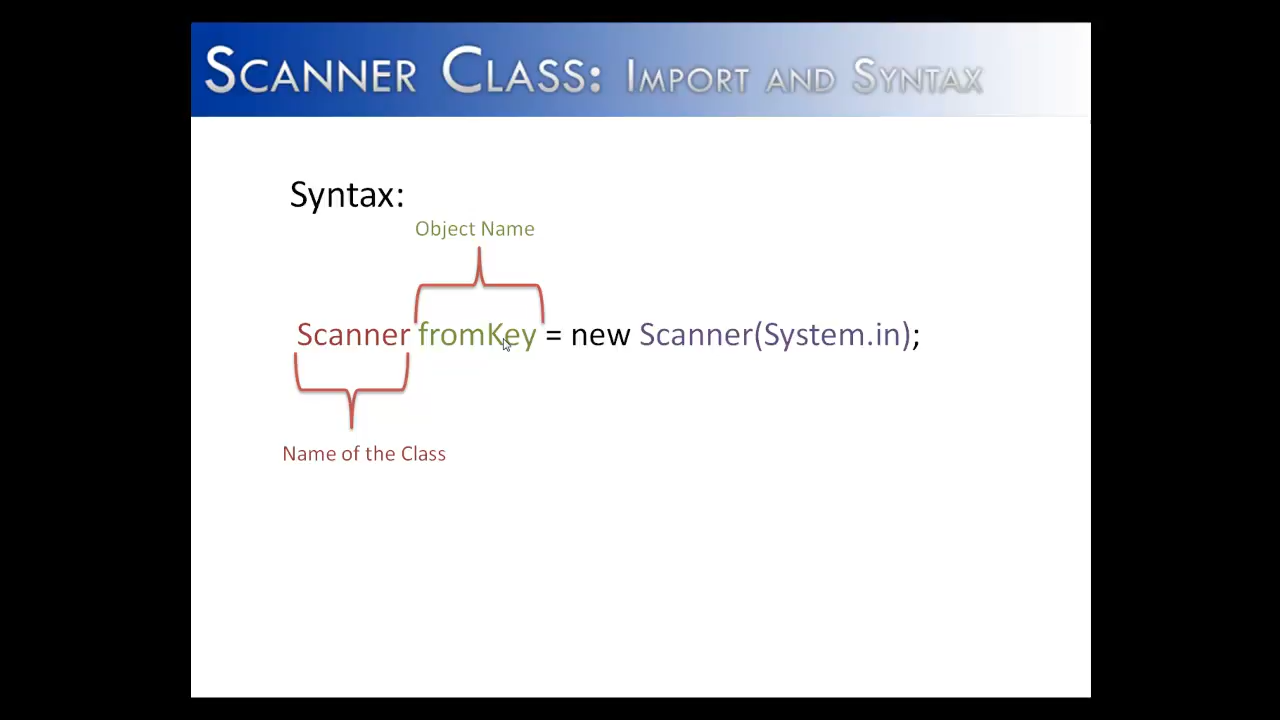 SCANNER CLASS: IMPORT AND SYNTAX
Syntax:
Object Name
Scanner fromKey = new Scanner(System.in);
Name of the Class